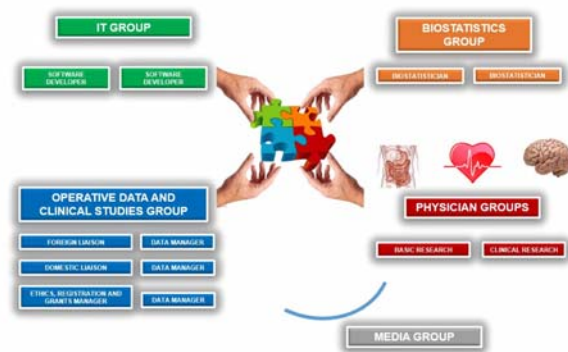 IT GROUP
SOFTWARE
DEVELOPER
SOFTWARE
DEVELOPER
BIOSTATISTICS
GROUP
BIOSTATISTICIAN
BIOSTATISTICIAN
OPERATIVE DATA AND
CLINICAL STUDIES GROUP
FOREIGN LIAISON
DATA MANAGER
DOMESTIC LIAISON
DATA MANAGER
ETHICS, REGISTRATION AND
GRANTS MANAGER
DATA MANAGER
PHYSICIAN GROUPS
BASIC RESEARCH
CLINICAL RESEARCH
MEDIA GROUP